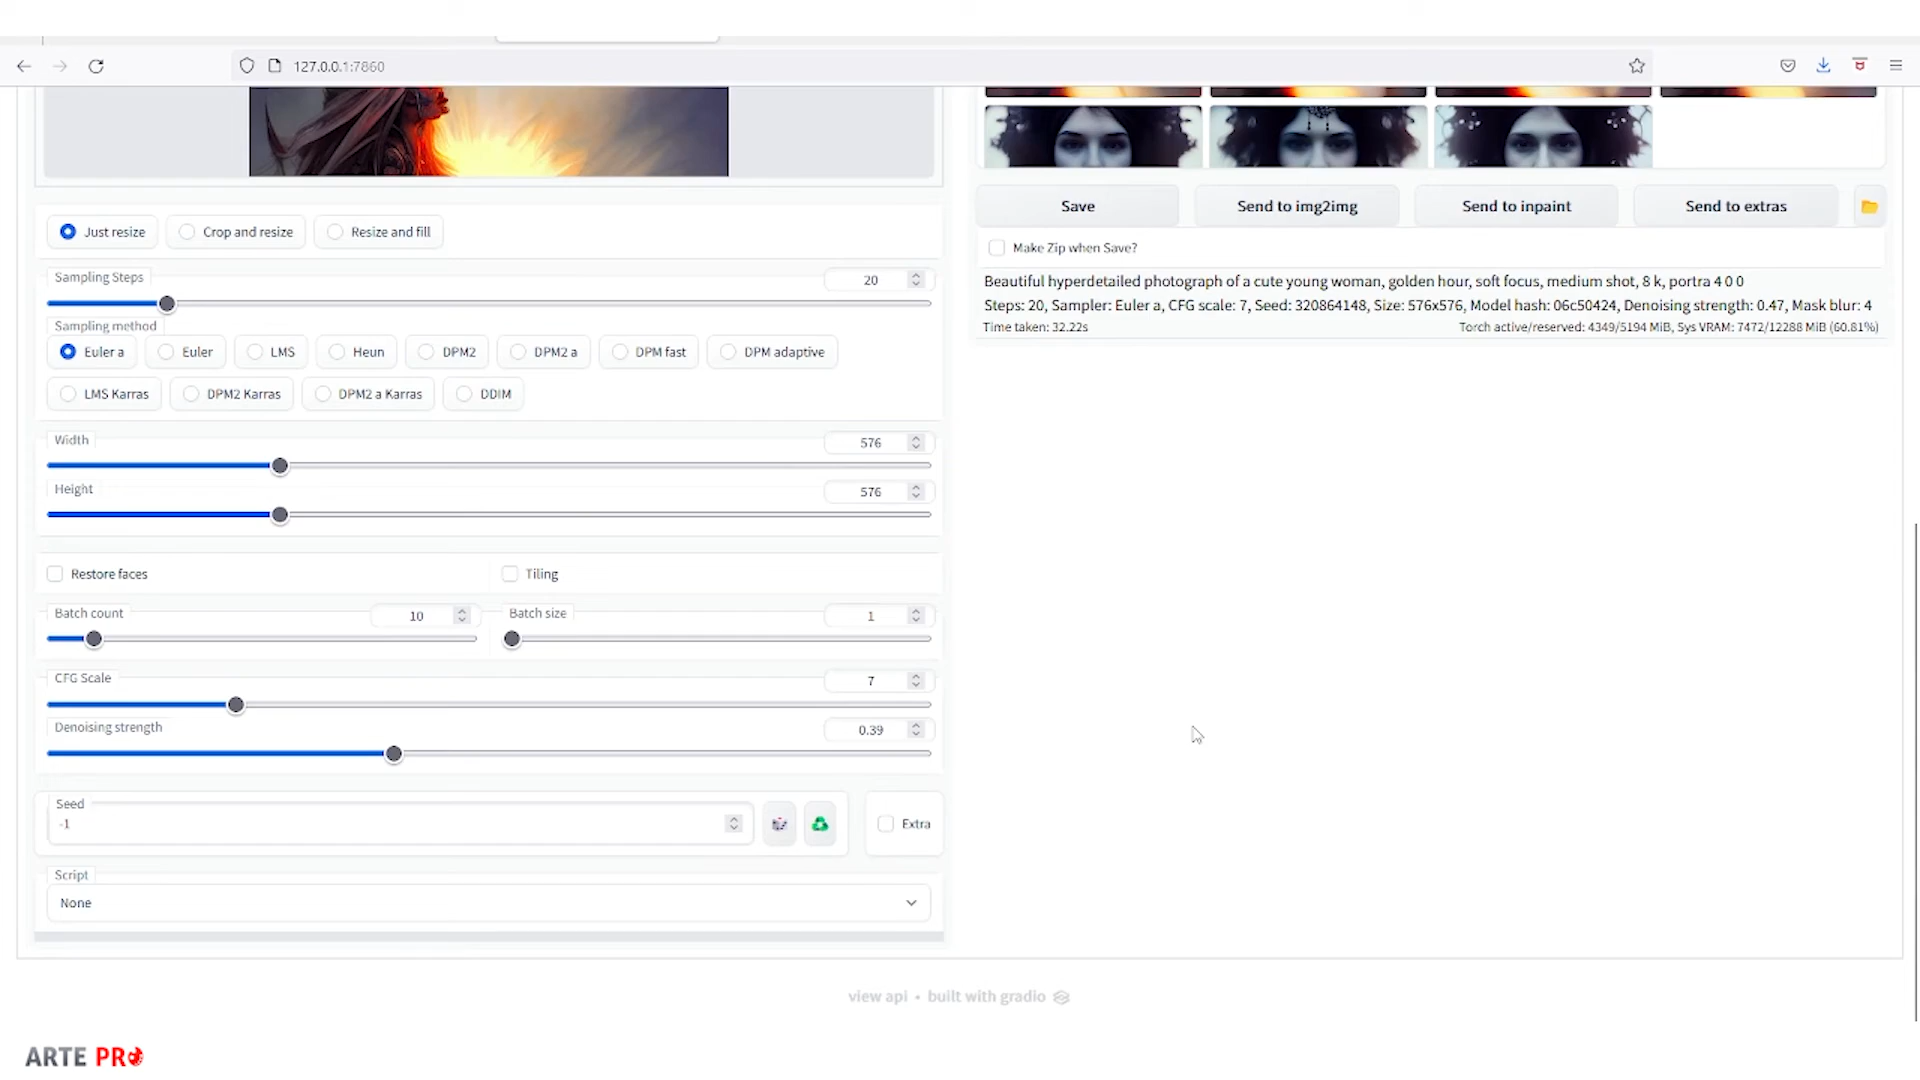 127.0.0.1:7860
Just resize
Crop and resize
Resize and fill
Sampling Steps
20
Sampling method
Euler a
Euler
LMS
Heun
DPM2
DPM2 a
DPM fast
DPM adaptive
LMS Karras
DPM2 Karras
DPM2 a Karras
DDIM
Width
576
Height
576
Restore faces
Tiling
Batch count
10
Batch size
1
CFG Scale
7
Denoising strength
0.39
Seed
-1
Extra
Script
None
Save
Send to img2img
Send to inpaint
Send to extras
Make Zip when Save?
Beautiful hyperdetailed photograph of a cute young woman, golden hour, soft focus, medium shot, 8 k, portra 4 0 0
Steps: 20, Sampler: Euler a, CFG scale: 7, Seed: 320864148, Size: 576x576, Model hash: 06c50424, Denoising strength: 0.47, Mask blur: 4
Time taken: 32.22s
Torch active/reserved: 4349/5194 MiB, Sys VRAM: 7472/12288 MiB (60.81%)
view api • built with gradio
ARTE PRO